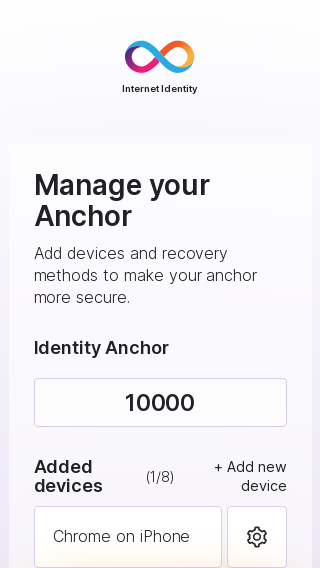 Internet Identity
Manage your
Anchor
Add devices and recovery
methods to make your anchor
more secure.
Identity Anchor
10000
Added
devices
(1/8)
+ Add new
device
Chrome on iPhone